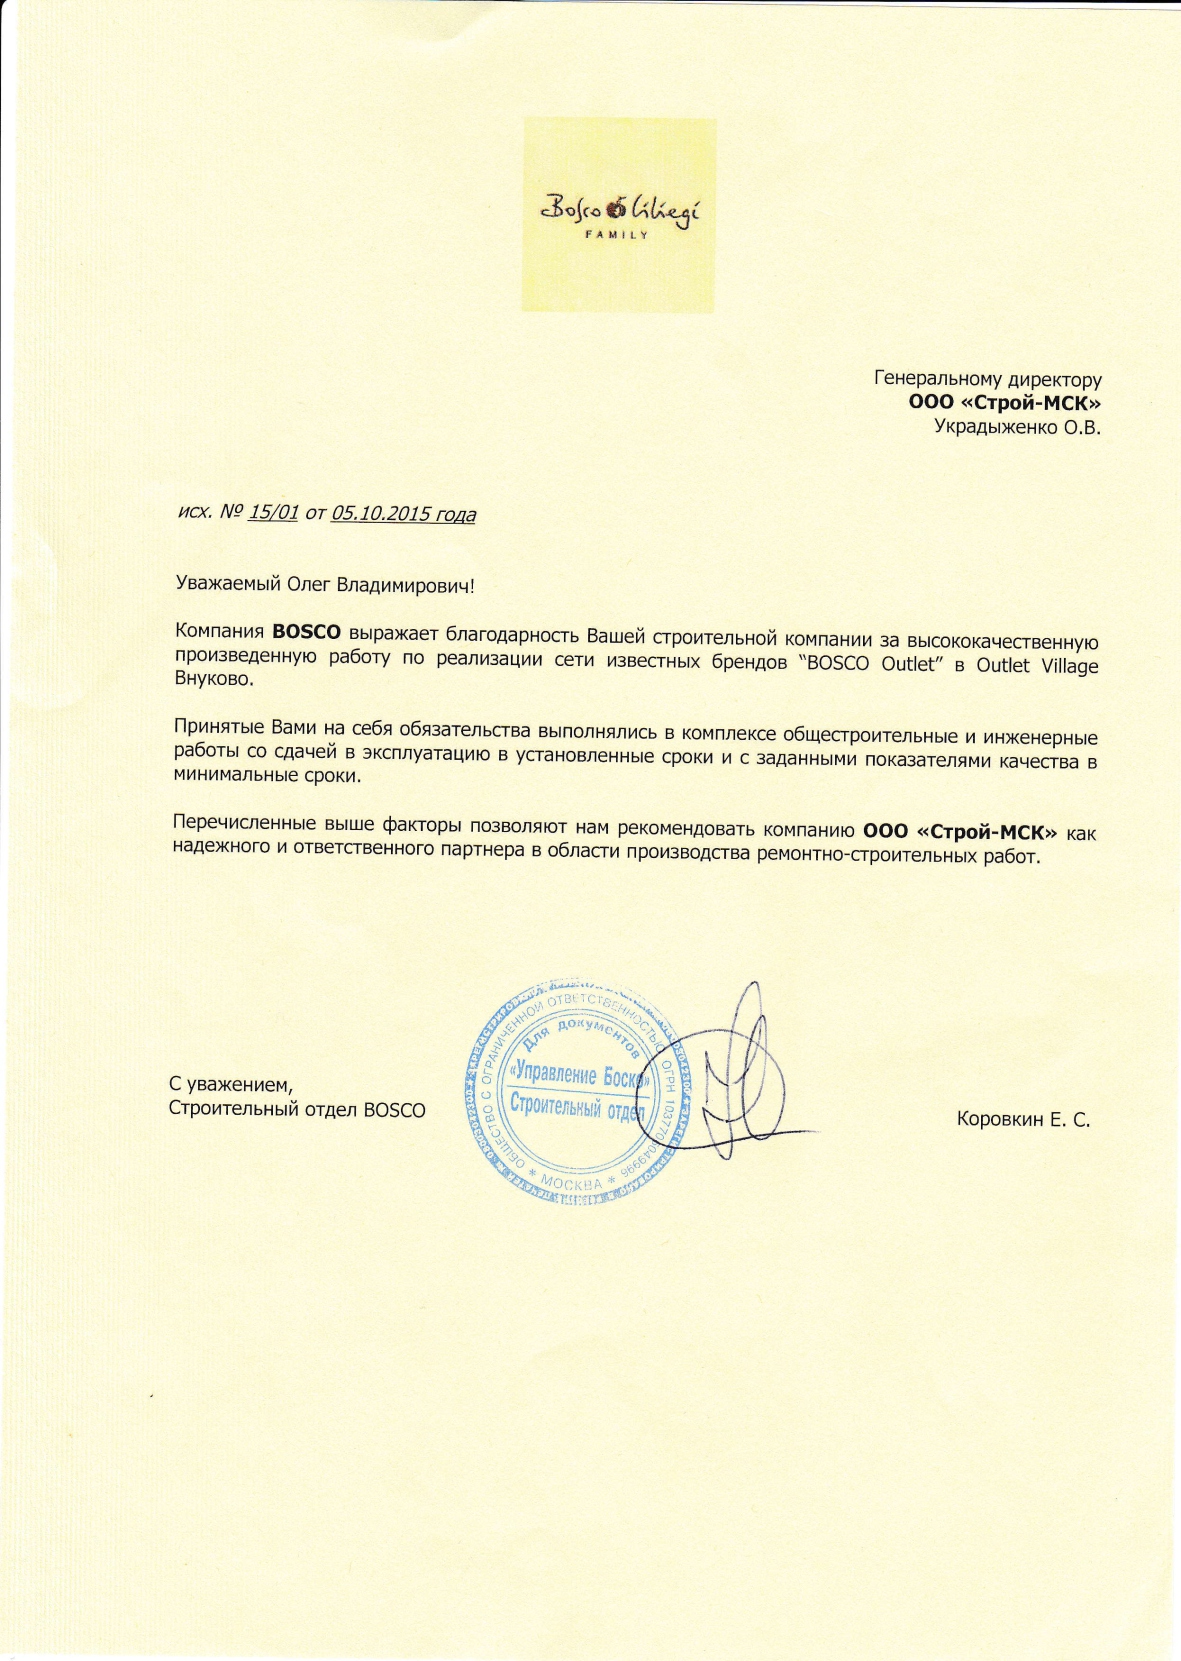 Bosco Ciliegi
FAMILY
Генеральному директору
ООО «Строй-МСК»
Украдыженко О.В.
исх. № 15/01 от 05.10.2015 года
Уважаемый Олег Владимирович!
Компания BOSCO выражает благодарность Вашей строительной компании за высококачественную
произведенную работу по реализации сети известных брендов “BOSCO Outlet” в Outlet Village
Внуково.
Принятые Вами на себя обязательства выполнялись в комплексе общестроительные и инженерные
работы со сдачей в эксплуатацию в установленные сроки и с заданными показателями качества в
минимальные сроки.
Перечисленные выше факторы позволяют нам рекомендовать компанию ООО «Строй-МСК» как
надежного и ответственного партнера в области производства ремонтно-строительных работ.
С уважением,
Строительный отдел BOSCO
ОБЩЕСТВО С ОГРАНИЧЕННОЙ ОТВЕТСТВЕННОСТЬЮ ОГРН
* МОСКВА *
Для документов
«Управление Боско»
Строительный отдел
Коровкин Е. С.